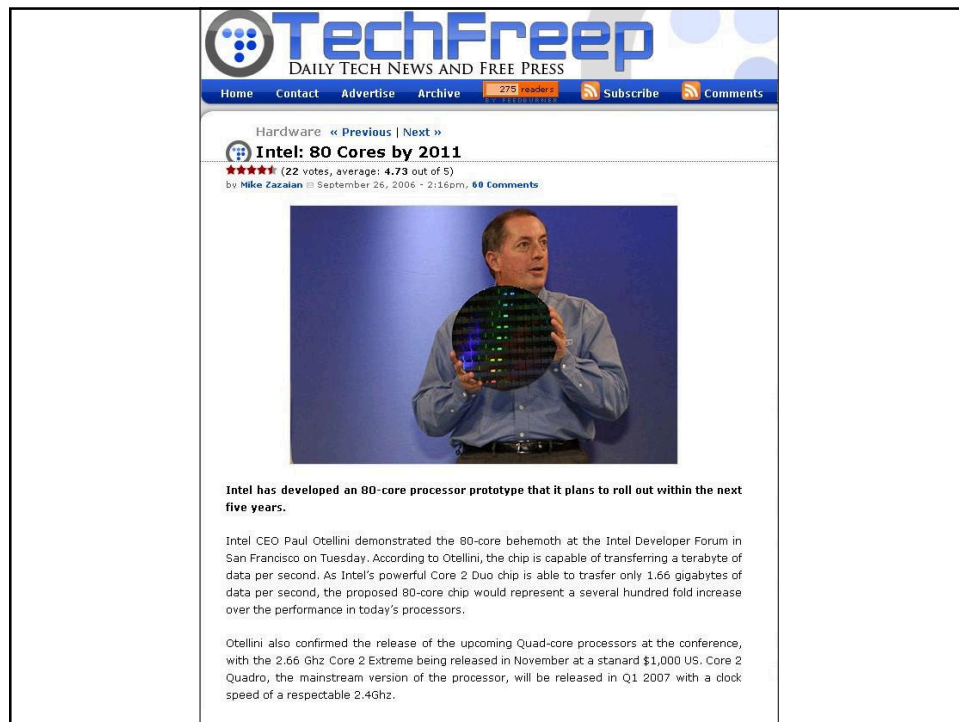 TechFreep
DAILY TECH NEWS AND FREE PRESS
Home Contact Advertise Archive 275 readers Subscribe Comments
BY FEEDBURNER
Hardware « Previous | Next »
Intel: 80 Cores by 2011
(22 votes, average: 4.73 out of 5)
by Mike Zazaian September 26, 2006 - 2:16pm, 60 Comments
Intel has developed an 80-core processor prototype that it plans to roll out within the next
five years.
Intel CEO Paul Otellini demonstrated the 80-core behemoth at the Intel Developer Forum in
San Francisco on Tuesday. According to Otellini, the chip is capable of transferring a terabyte of
data per second. As Intel's powerful Core 2 Duo chip is able to trasfer only 1.66 gigabytes of
data per second, the proposed 80-core chip would represent a several hundred fold increase
over the performance in today's processors.
Otellini also confirmed the release of the upcoming Quad-core processors at the conference,
with the 2.66 Ghz Core 2 Extreme being released in November at a stanard $1,000 US. Core 2
Quadro, the mainstream version of the processor, will be released in Q1 2007 with a clock
speed of a respectable 2.4Ghz.